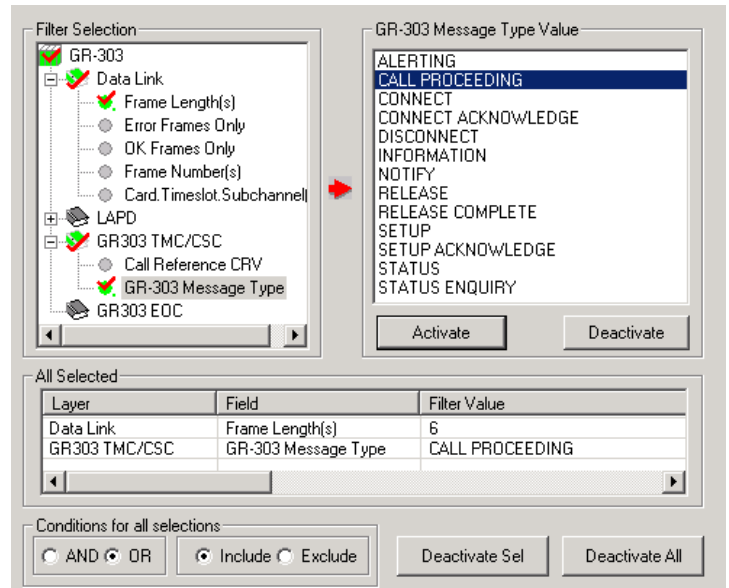 Filter Selection
GR-303
Data Link
Frame Length(s)
Error Frames Only
OK Frames Only
Frame Number(s)
Card.Timeslot.Subchannel(
LAPD
GR303 TMC/CSC
Call Reference CRV
GR-303 Message Type
GR303 EOC
GR-303 Message Type Value
ALERTING
CALL PROCEEDING
CONNECT
CONNECT ACKNOWLEDGE
DISCONNECT
INFORMATION
NOTIFY
RELEASE
RELEASE COMPLETE
SETUP
SETUP ACKNOWLEDGE
STATUS
STATUS ENQUIRY
Activate Deactivate
All Selected
Layer Field Filter Value
Data Link Frame Length(s) 6
GR303 TMC/CSC GR-303 Message Type CALL PROCEEDING
Conditions for all selections
AND OR Include Exclude Deactivate Sel Deactivate All